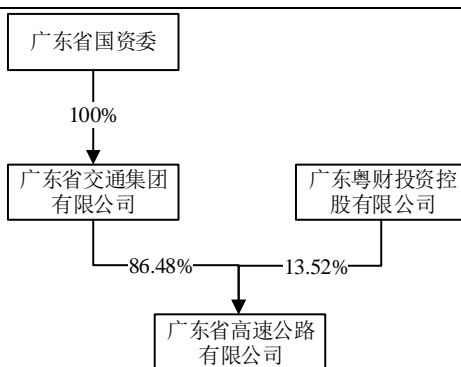 广东省国资委
100%
广东省交通集团
有限公司
广东粤财投资控
股有限公司
86.48%
13.52%
广东省高速公路
有限公司